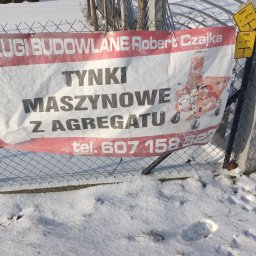 UGI BUDOWLANE Robert Czajka
TYNKI
MASZYNOWE
Z AGREGATU
tel. 607 158